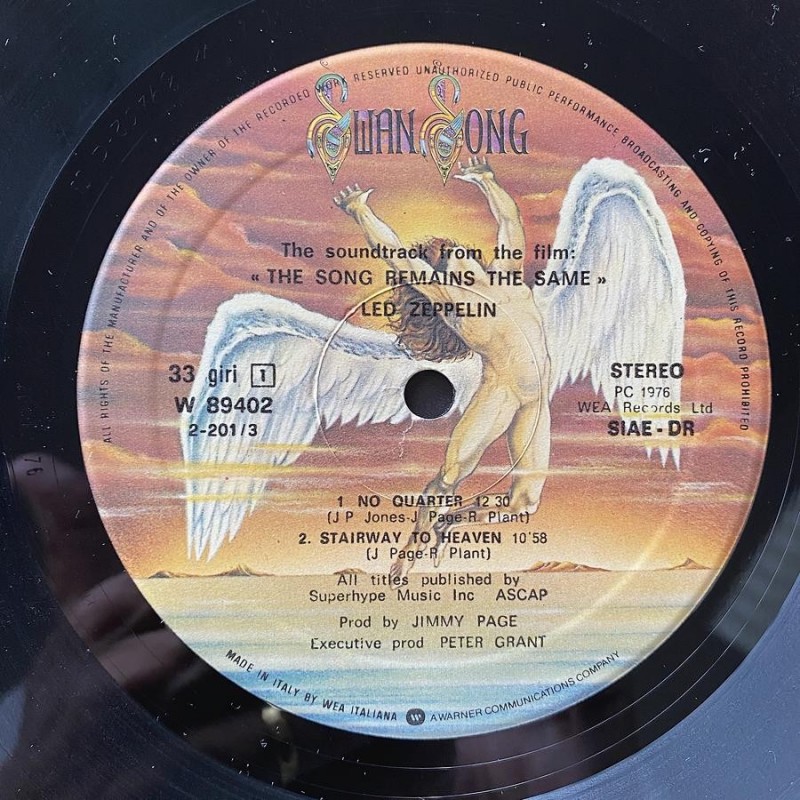 ALL RIGHTS OF THE MANUFACTURER AND OF THE OWNER OF THE RECORDED WORK RESERVED UNAUTHORIZED PUBLIC PERFORMANCE BROADCASTING AND COPYING OF THIS RECORD PROHIBITED
SWAN SONG
The soundtrack from the film:
« THE SONG REMAINS THE SAME »
LED ZEPPELIN
33 giri 1
W 89402
2-201/3
STEREO
PC 1976
WEA Records Ltd
SIAE - DR
1 NO QUARTER 12 30
(J P Jones-J Page-R. Plant)
2. STAIRWAY TO HEAVEN 10'58
(J Page-R Plant)
All titles published by
Superhype Music Inc ASCAP
Prod by JIMMY PAGE
Executive prod PETER GRANT
MADE IN ITALY BY WEA ITALIANA W A WARNER COMMUNICATIONS COMPANY
76